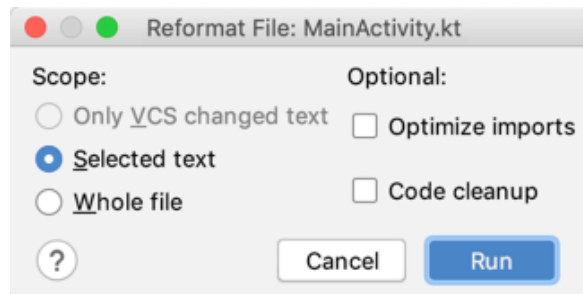 Reformat File: MainActivity.kt
Scope:
Only VCS changed text
Selected text
Whole file
Optional:
Optimize imports
Code cleanup
?
Cancel
Run